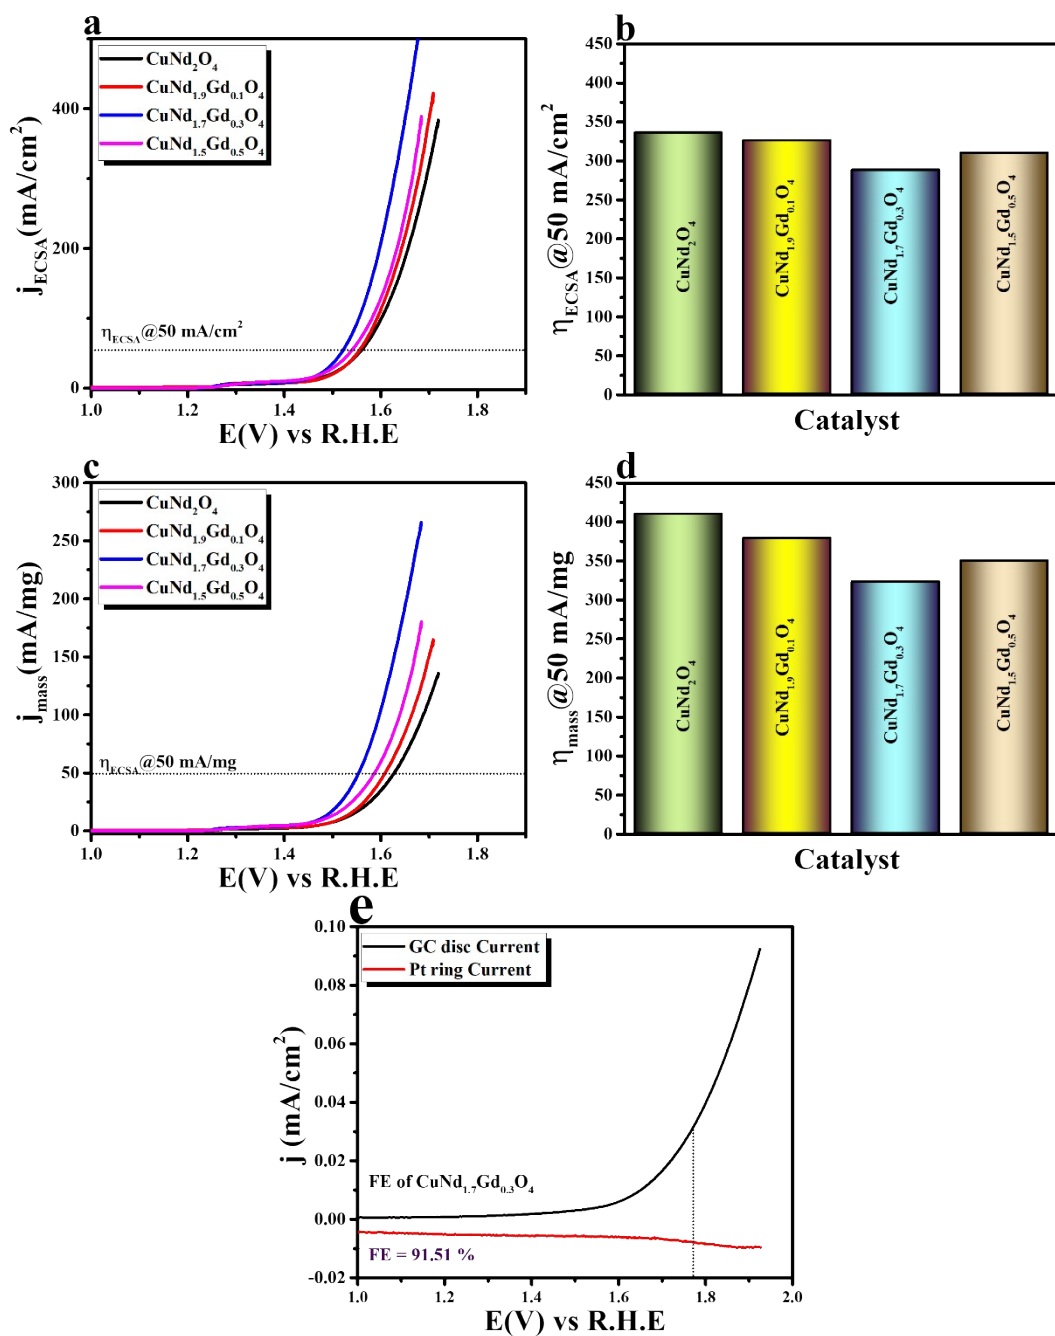 a
CuNd₂O₄
CuNd₁.₉Gd₀.₁O₄
CuNd₁.₇Gd₀.₃O₄
CuNd₁.₅Gd₀.₅O₄
η_ECSA@50 mA/cm²
j_ECSA(mA/cm²)
400
200
0
1.0 1.2 1.4 1.6 1.8
E(V) vs R.H.E
b
η_ECSA@50 mA/cm²
450
400
350
300
250
200
150
100
50
0
CuNd₂O₄
CuNd₁.₉Gd₀.₁O₄
CuNd₁.₇Gd₀.₃O₄
CuNd₁.₅Gd₀.₅O₄
Catalyst
c
CuNd₂O₄
CuNd₁.₉Gd₀.₁O₄
CuNd₁.₇Gd₀.₃O₄
CuNd₁.₅Gd₀.₅O₄
η_ECSA@50 mA/mg
j_mass(mA/mg)
300
250
200
150
100
50
0
1.0 1.2 1.4 1.6 1.8
E(V) vs R.H.E
d
η_mass@50 mA/mg
450
400
350
300
250
200
150
100
50
0
CuNd₂O₄
CuNd₁.₉Gd₀.₁O₄
CuNd₁.₇Gd₀.₃O₄
CuNd₁.₅Gd₀.₅O₄
Catalyst
e
GC disc Current
Pt ring Current
j (mA/cm²)
0.10
0.08
0.06
0.04
0.02
0.00
-0.02
FE of CuNd₁.₇Gd₀.₃O₄
FE = 91.51 %
1.0 1.2 1.4 1.6 1.8 2.0
E(V) vs R.H.E